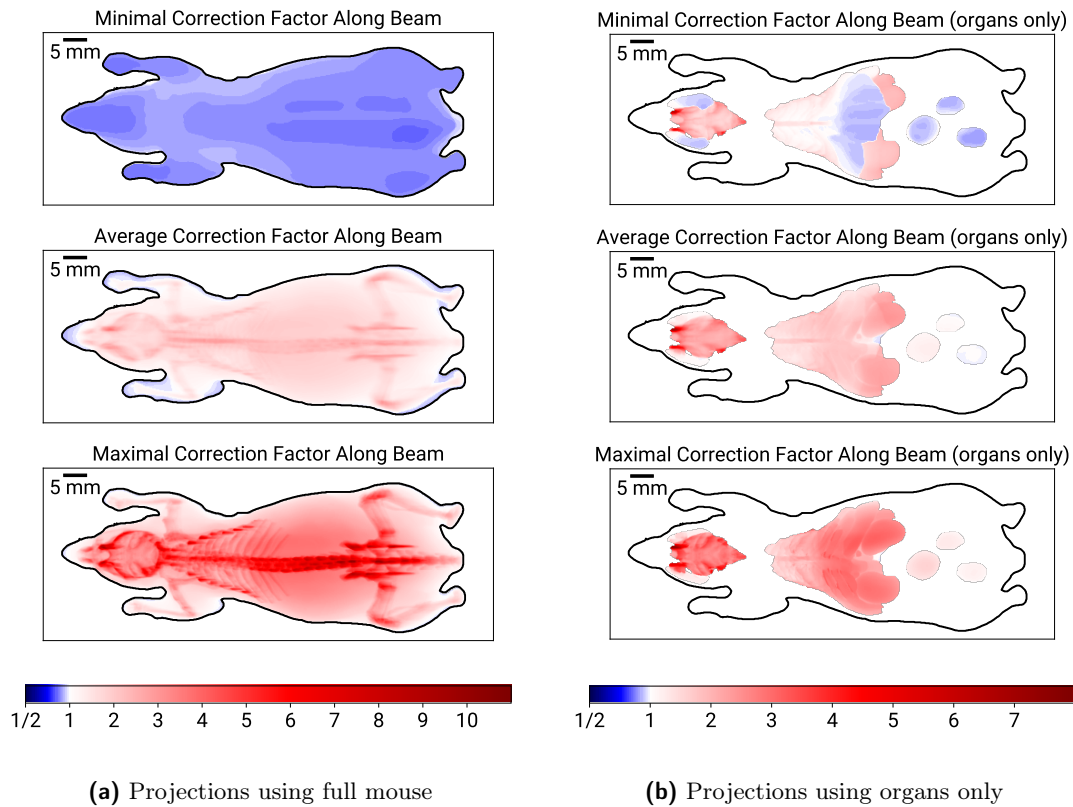 Minimal Correction Factor Along Beam
5 mm
Average Correction Factor Along Beam
5 mm
Maximal Correction Factor Along Beam
5 mm
1/2 1 2 3 4 5 6 7 8 9 10
(a) Projections using full mouse
Minimal Correction Factor Along Beam (organs only)
5 mm
Average Correction Factor Along Beam (organs only)
5 mm
Maximal Correction Factor Along Beam (organs only)
5 mm
1/2 1 2 3 4 5 6 7
(b) Projections using organs only